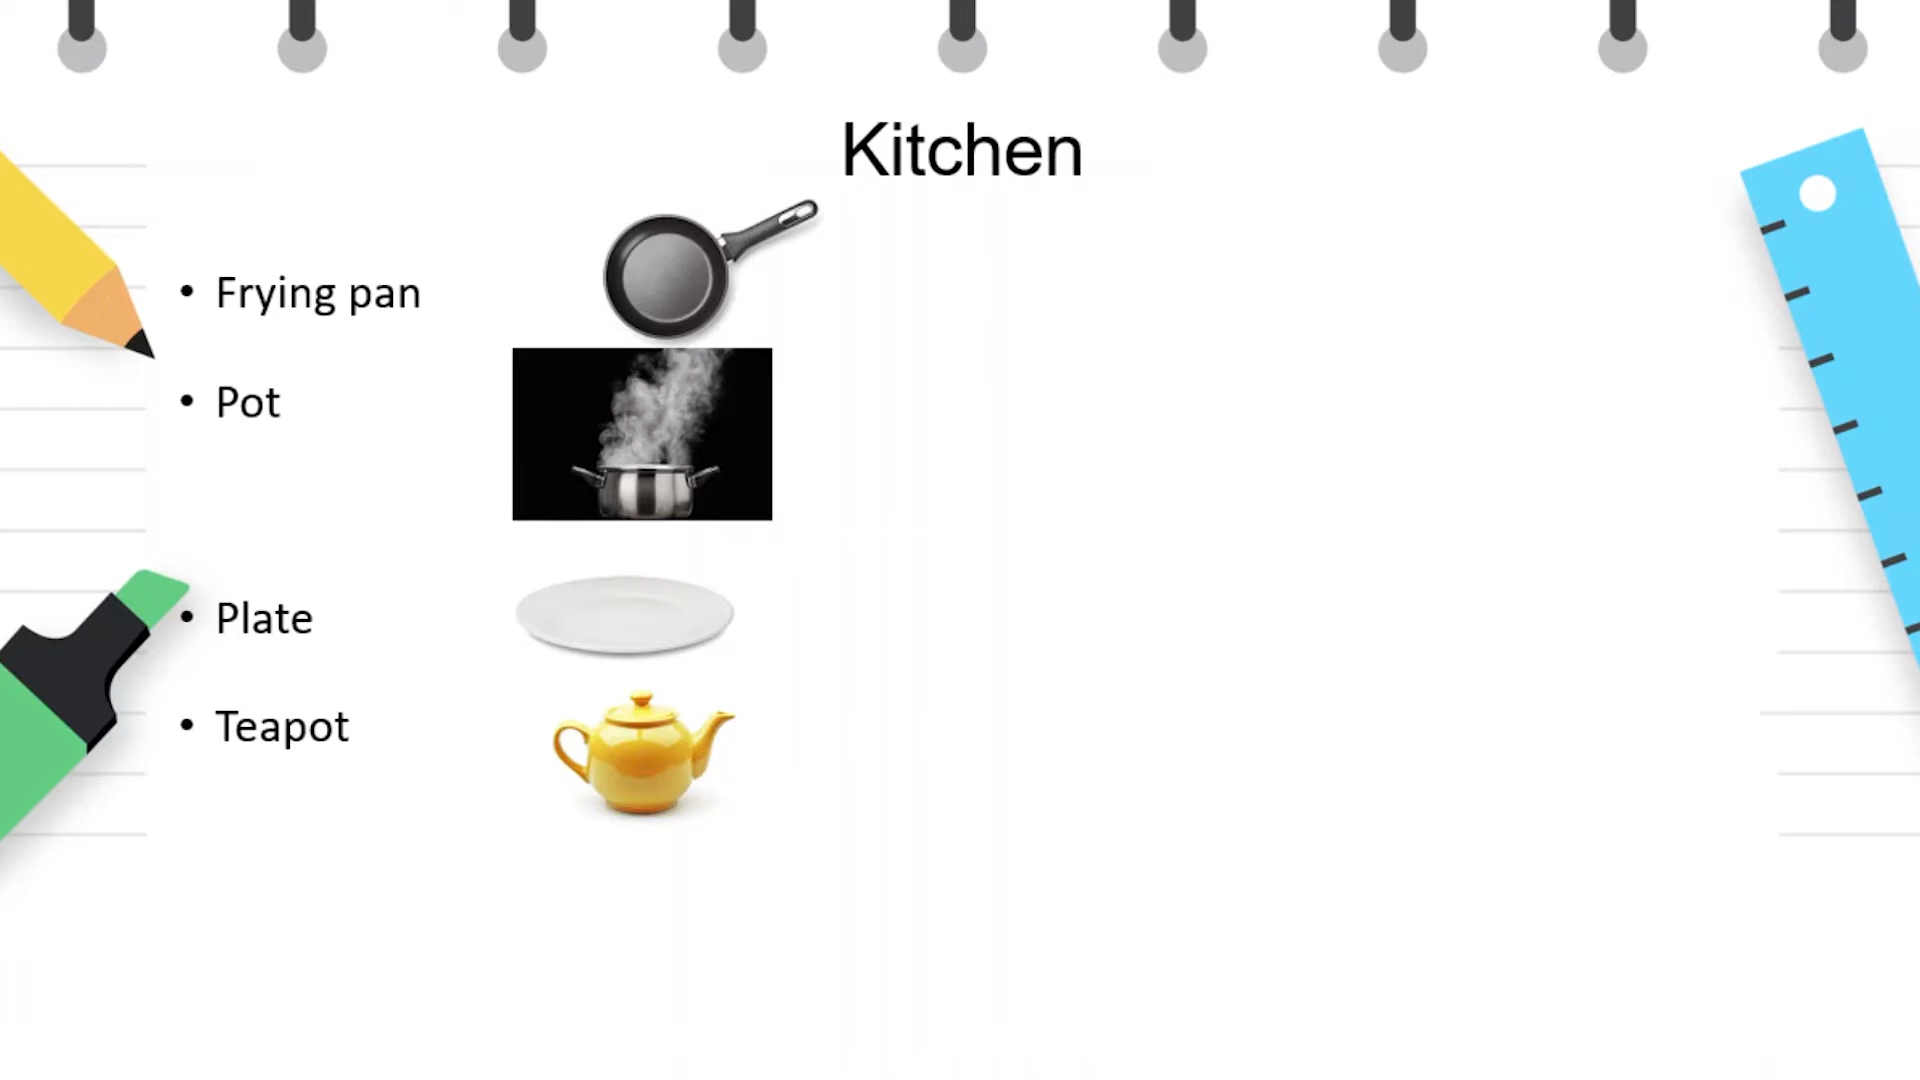 Kitchen
• Frying pan
• Pot
• Plate
• Teapot